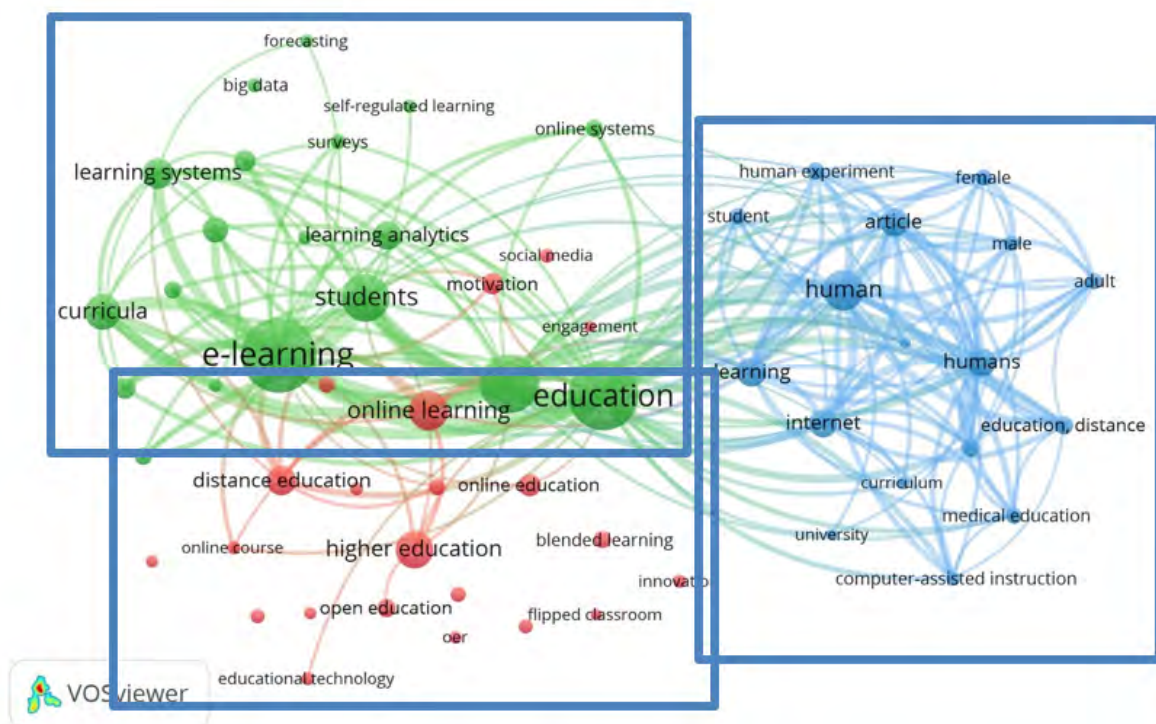 forecasting
big data
self-regulated learning
surveys
online systems
learning systems
learning analytics
social media
motivation
students
curricula
engagement
e-learning
education
online learning
human experiment
female
student
article
male
adult
human
learning
humans
internet
education, distance
curriculum
medical education
university
computer-assisted instruction
distance education
online education
online course
higher education
blended learning
innovatio
open education
flipped classroom
oer
educational technology
VOSviewer